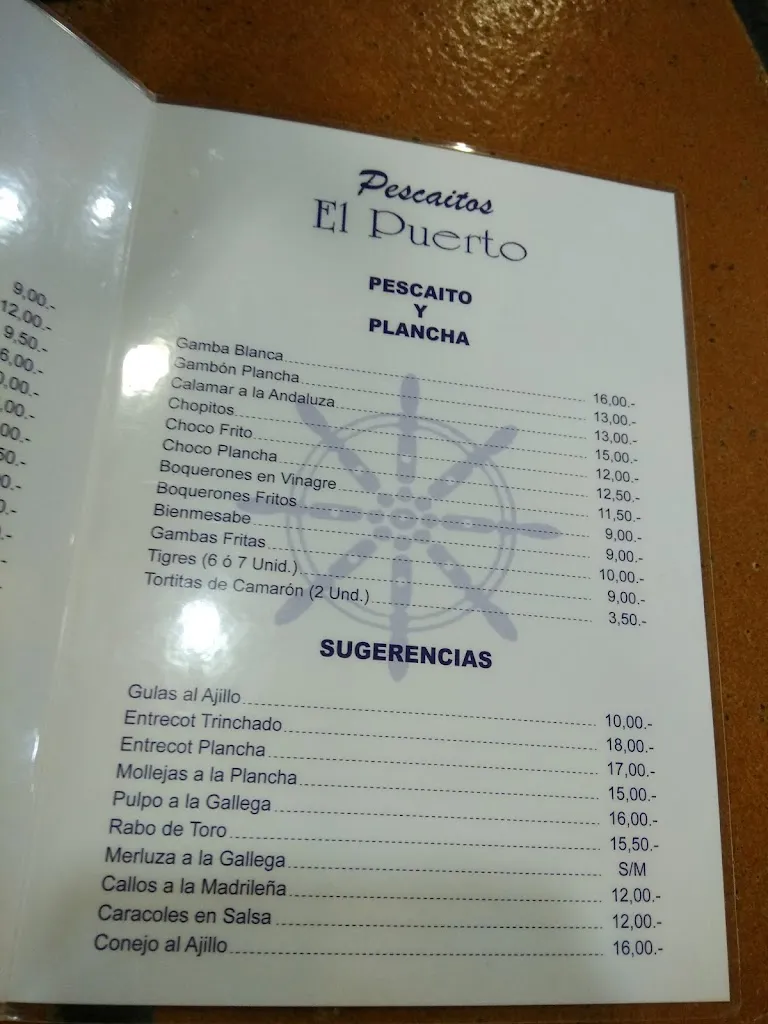 9,00.-
12,00.-
9,50.-
Pescaitos
El Puerto
PESCAITO
Y
PLANCHA
Gamba Blanca 16,00.-
Gambón Plancha 13,00.-
Calamar a la Andaluza 13,00.-
Chopitos 15,00.-
Choco Frito 12,00.-
Choco Plancha 12,50.-
Boquerones en Vinagre 11,50.-
Boquerones Fritos 9,00.-
Bienmesabe 9,00.-
Gambas Fritas 10,00.-
Tigres (6 ó 7 Unid.) 9,00.-
Tortitas de Camarón (2 Und.) 3,50.-
SUGERENCIAS
Gulas al Ajillo 10,00.-
Entrecot Trinchado 18,00.-
Entrecot Plancha 17,00.-
Mollejas a la Plancha 15,00.-
Pulpo a la Gallega 16,00.-
Rabo de Toro 15,50.-
Merluza a la Gallega S/M
Callos a la Madrileña 12,00.-
Caracoles en Salsa 12,00.-
Conejo al Ajillo 16,00.-